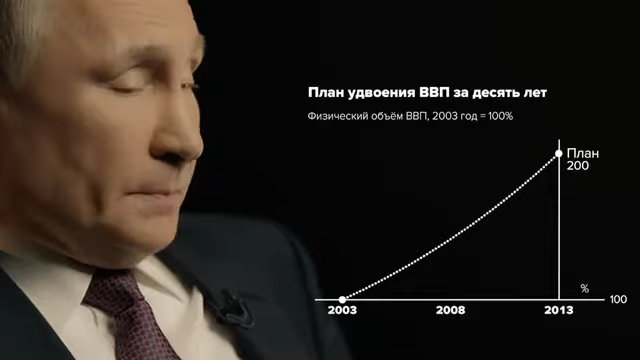 План удвоения ВВП за десять лет
Физический объём ВВП, 2003 год = 100%
План
200
%
100
2003 2008 2013